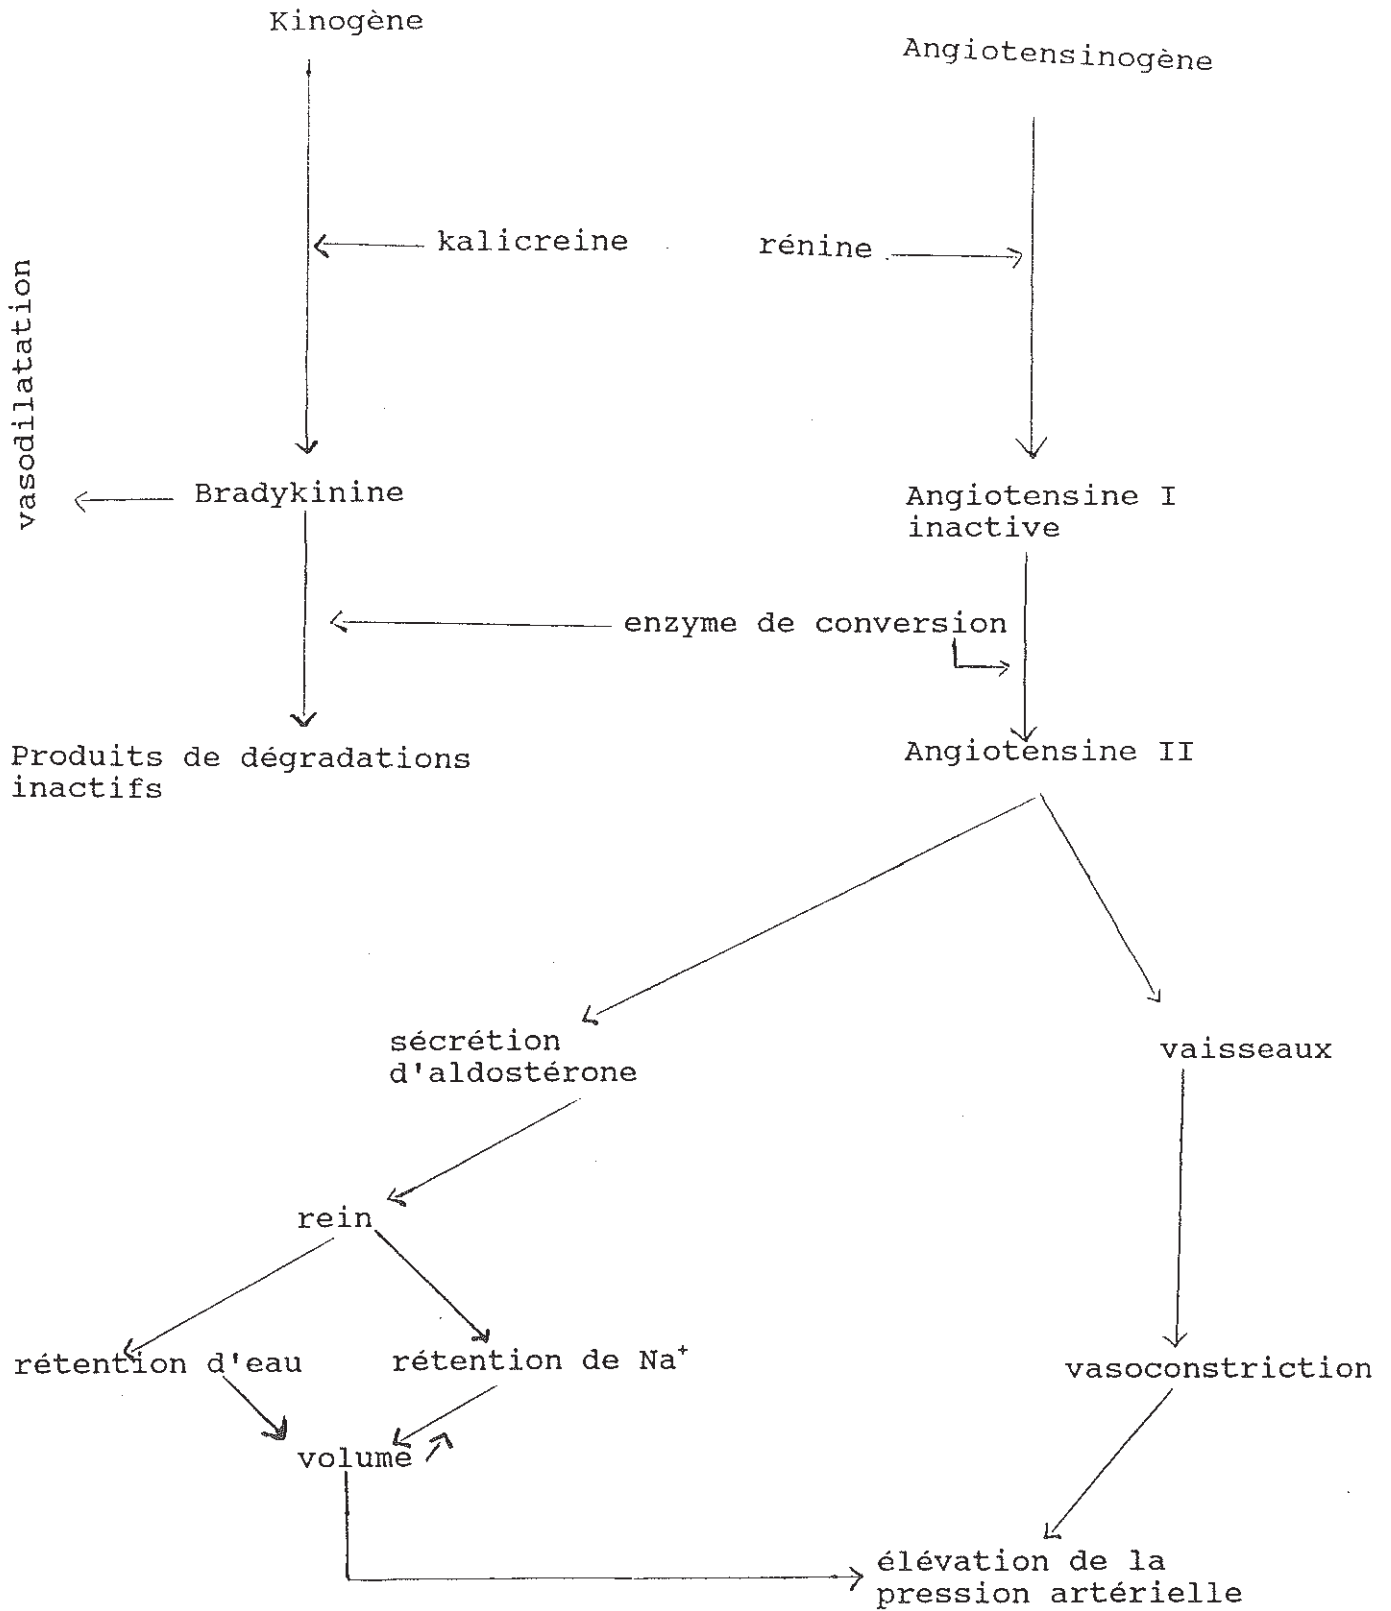 Kinogène
Angiotensinogène
kalicreine
rénine
vasodilatation
Bradykinine
Angiotensine I
inactive
enzyme de conversion
Produits de dégradations
inactifs
Angiotensine II
sécrétion
d'aldostérone
vaisseaux
rein
rétention d'eau
rétention de Na⁺
vasoconstriction
volume ↗
élévation de la
pression artérielle